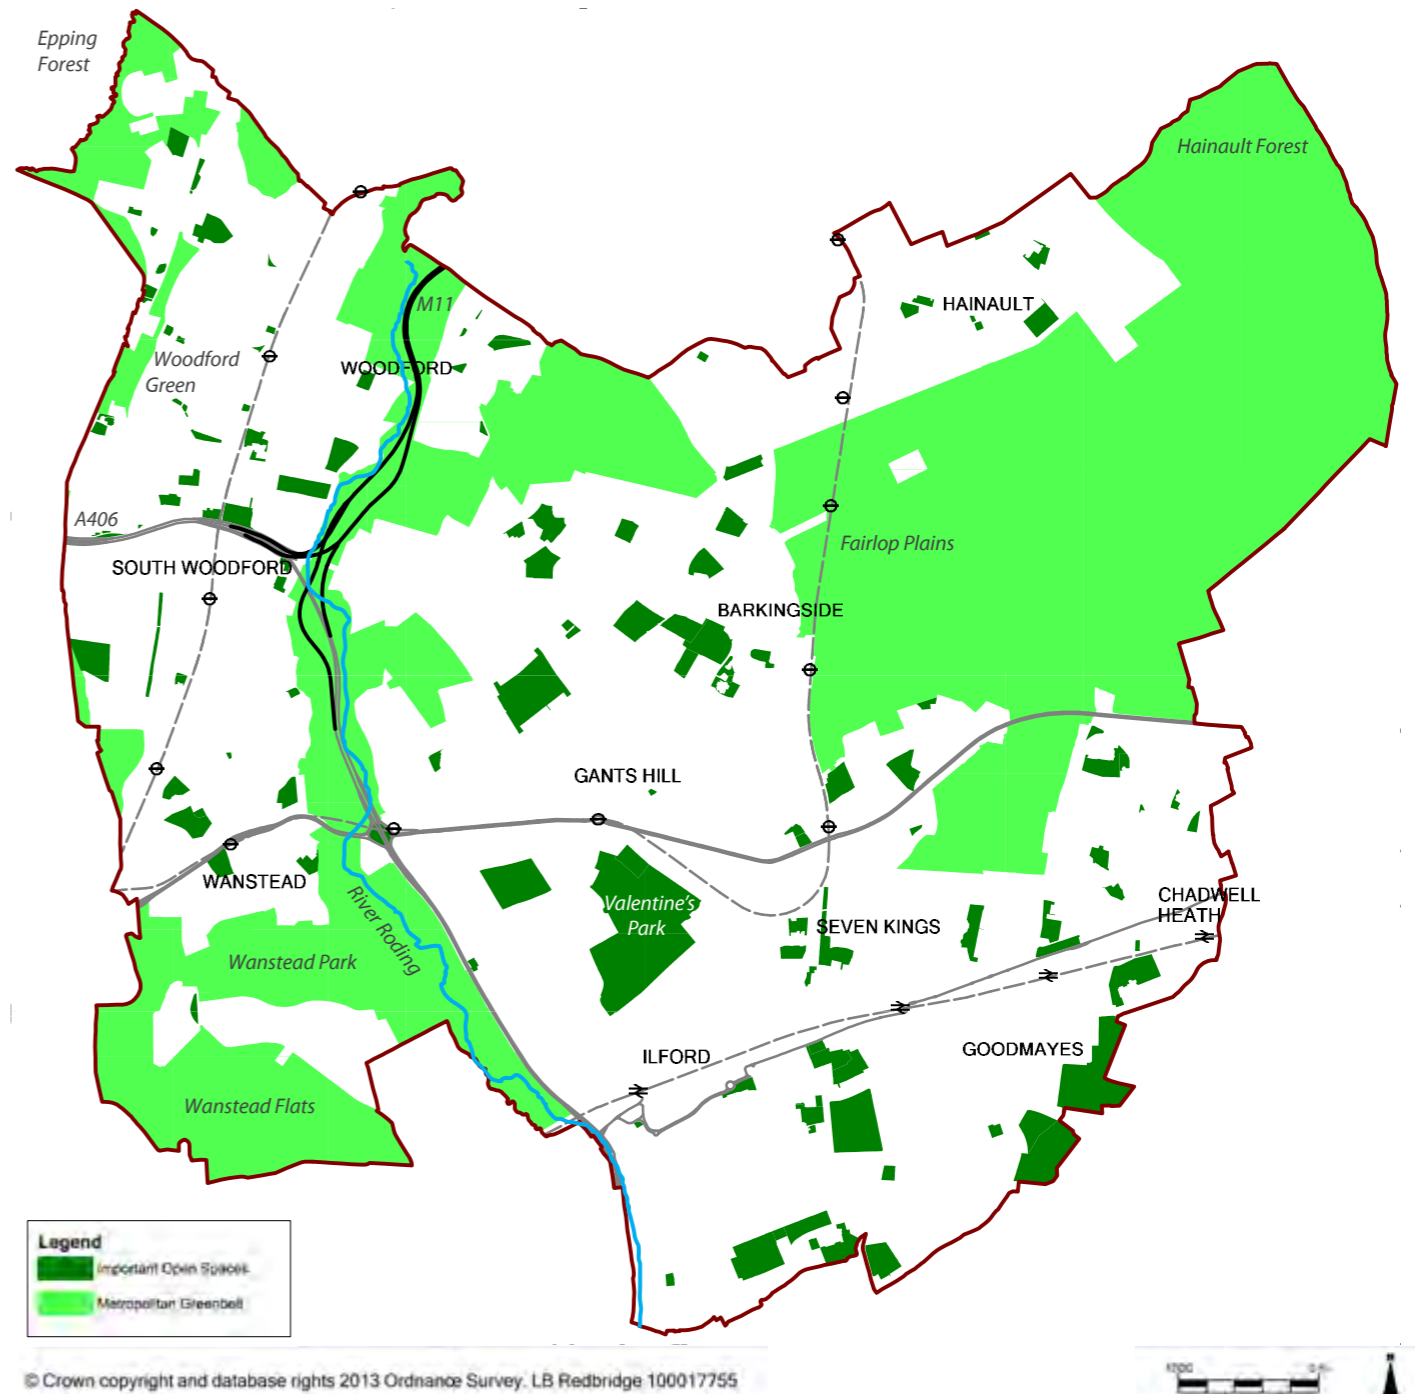 Epping
Forest
Hainault Forest
M11
HAINAULT
Woodford
Green
WOODFORD
A406
Fairlop Plains
SOUTH WOODFORD
BARKINGSIDE
GANTS HILL
WANSTEAD
River Roding
Valentine's
Park
SEVEN KINGS
CHADWELL
HEATH
Wanstead Park
ILFORD
GOODMAYES
Wanstead Flats
Legend
Important Open Spaces
Metropolitan Greenbelt
© Crown copyright and database rights 2013 Ordnance Survey. LB Redbridge 100017755